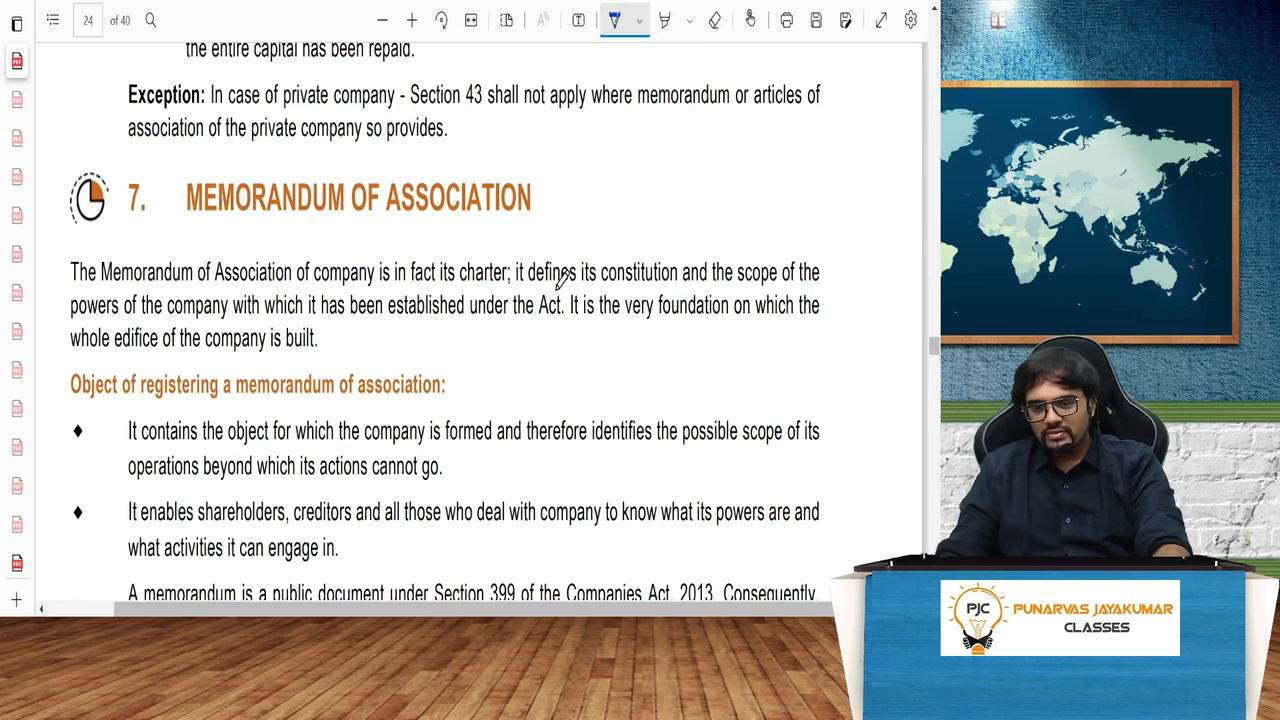 24 of 40
the entire capital has been repaid.
Exception: In case of private company - Section 43 shall not apply where memorandum or articles of
association of the private company so provides.
7. MEMORANDUM OF ASSOCIATION
The Memorandum of Association of company is in fact its charter; it defines its constitution and the scope of the
powers of the company with which it has been established under the Act. It is the very foundation on which the
whole edifice of the company is built.
Object of registering a memorandum of association:
♦ It contains the object for which the company is formed and therefore identifies the possible scope of its
operations beyond which its actions cannot go.
♦ It enables shareholders, creditors and all those who deal with company to know what its powers are and
what activities it can engage in.
A memorandum is a public document under Section 399 of the Companies Act, 2013. Consequently,
PJC
PUNARVAS JAYAKUMAR
CLASSES